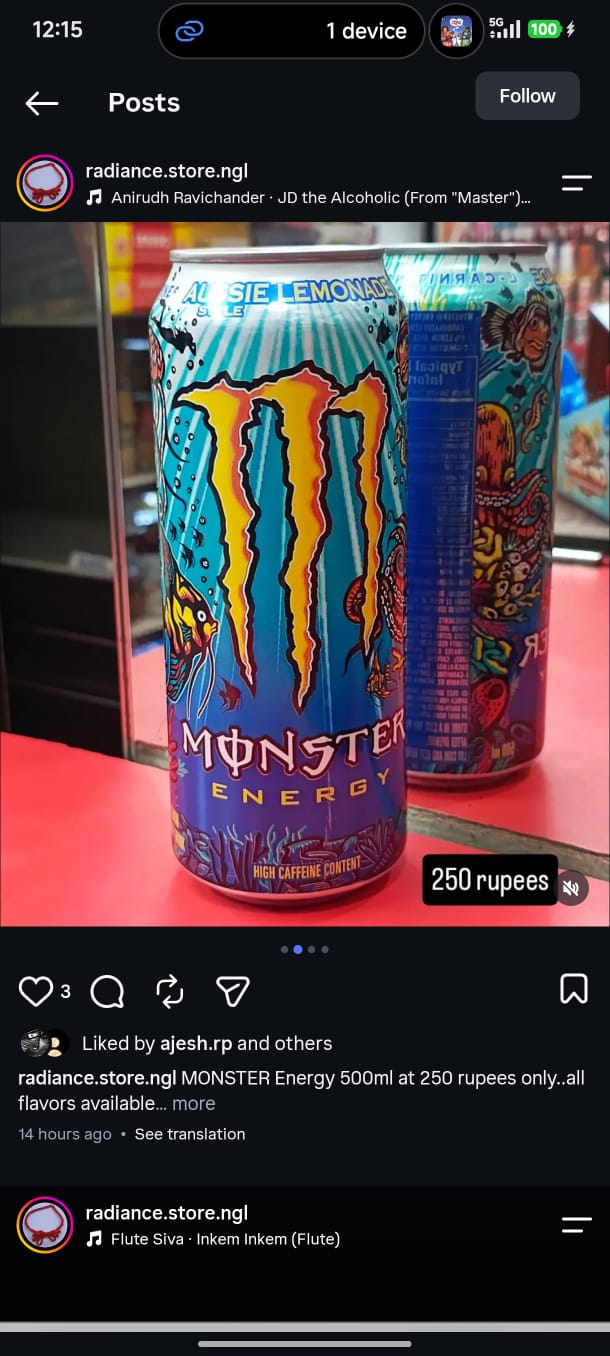 12:15
1 device
5G
100
Posts
Follow
radiance.store.ngl
Anirudh Ravichander · JD the Alcoholic (From "Master")...
AUSSIE LEMONADE
STYLE
MONSTER
ENERGY
HIGH CAFFEINE CONTENT
250 rupees
3
Liked by ajesh.rp and others
radiance.store.ngl MONSTER Energy 500ml at 250 rupees only..all
flavors available... more
14 hours ago • See translation
radiance.store.ngl
Flute Siva · Inkem Inkem (Flute)